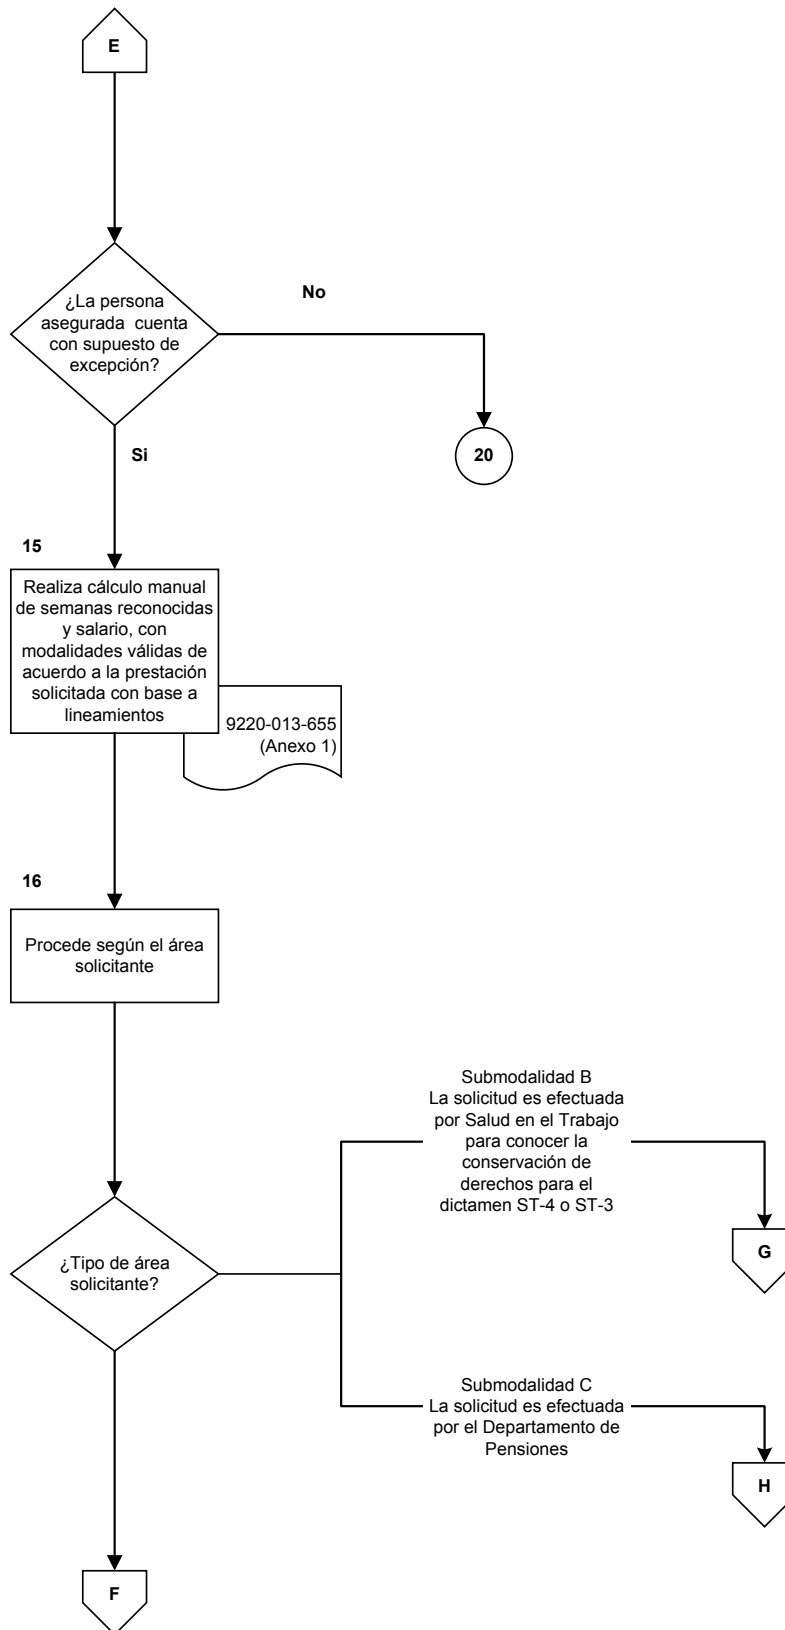 E
¿La persona
asegurada cuenta
con supuesto de
excepción?
No
20
Si
15
Realiza cálculo manual
de semanas reconocidas
y salario, con
modalidades válidas de
acuerdo a la prestación
solicitada con base a
lineamientos
9220-013-655
(Anexo 1)
16
Procede según el área
solicitante
Submodalidad B
La solicitud es efectuada
por Salud en el Trabajo
para conocer la
conservación de
derechos para el
dictamen ST-4 o ST-3
G
¿Tipo de área
solicitante?
Submodalidad C
La solicitud es efectuada
por el Departamento de
Pensiones
H
F